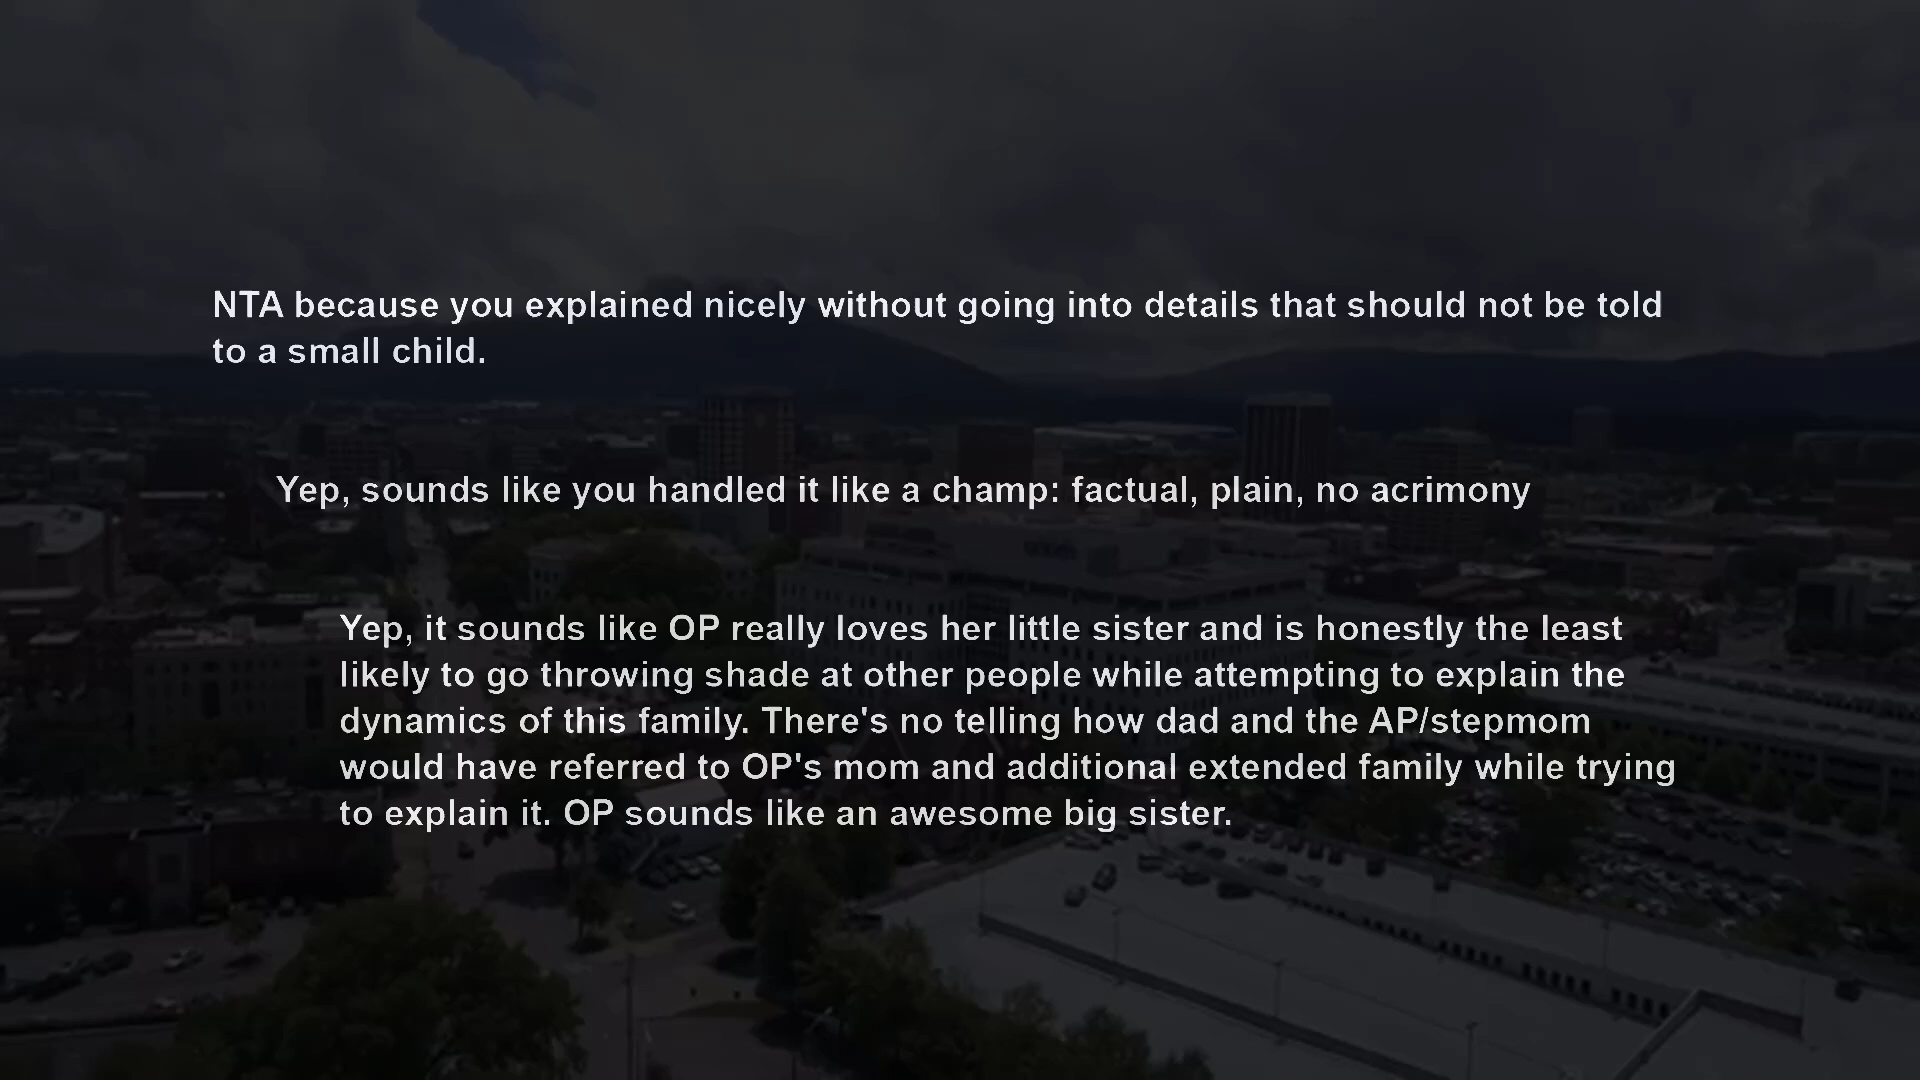 NTA because you explained nicely without going into details that should not be told
to a small child.
Yep, sounds like you handled it like a champ: factual, plain, no acrimony
Yep, it sounds like OP really loves her little sister and is honestly the least
likely to go throwing shade at other people while attempting to explain the
dynamics of this family. There's no telling how dad and the AP/stepmom
would have referred to OP's mom and additional extended family while trying
to explain it. OP sounds like an awesome big sister.